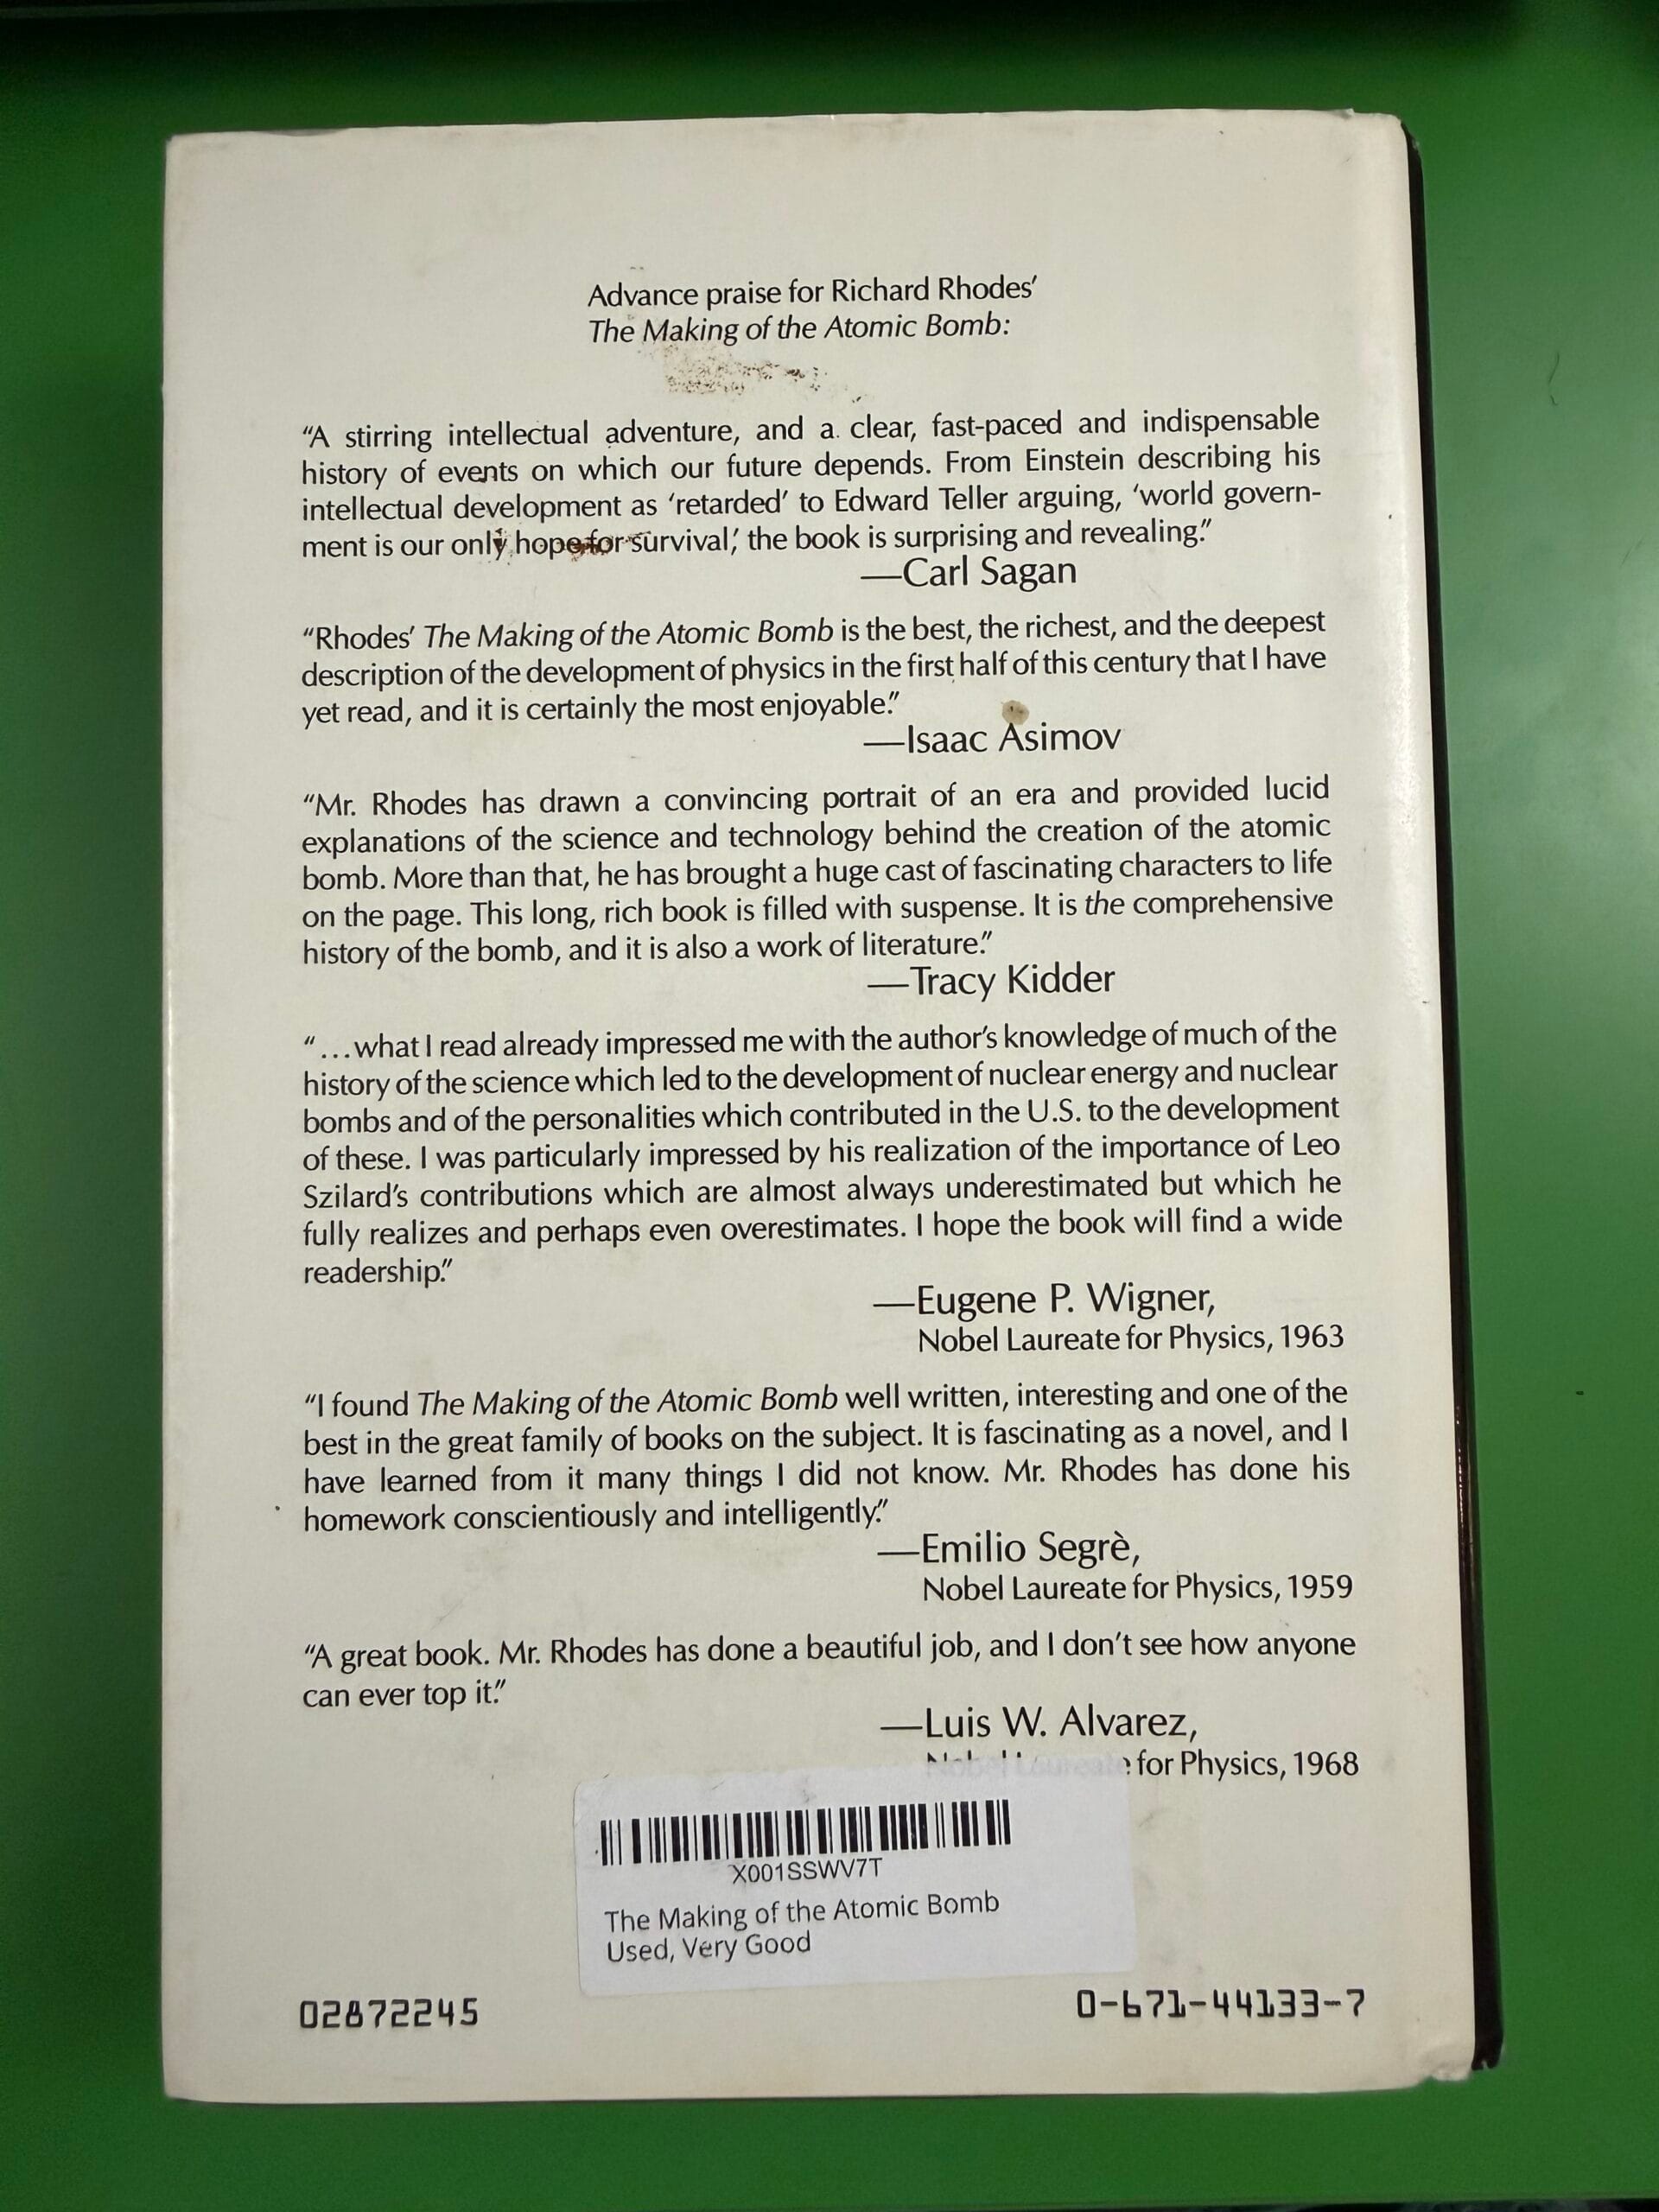 Advance praise for Richard Rhodes'
The Making of the Atomic Bomb:
“A stirring intellectual adventure, and a clear, fast-paced and indispensable
history of events on which our future depends. From Einstein describing his
intellectual development as ‘retarded’ to Edward Teller arguing, ‘world govern-
ment is our only hope for survival,’ the book is surprising and revealing.”
—Carl Sagan
“Rhodes’ The Making of the Atomic Bomb is the best, the richest, and the deepest
description of the development of physics in the first half of this century that I have
yet read, and it is certainly the most enjoyable.”
—Isaac Asimov
“Mr. Rhodes has drawn a convincing portrait of an era and provided lucid
explanations of the science and technology behind the creation of the atomic
bomb. More than that, he has brought a huge cast of fascinating characters to life
on the page. This long, rich book is filled with suspense. It is the comprehensive
history of the bomb, and it is also a work of literature.”
—Tracy Kidder
“...what I read already impressed me with the author’s knowledge of much of the
history of the science which led to the development of nuclear energy and nuclear
bombs and of the personalities which contributed in the U.S. to the development
of these. I was particularly impressed by his realization of the importance of Leo
Szilard’s contributions which are almost always underestimated but which he
fully realizes and perhaps even overestimates. I hope the book will find a wide
readership.”
—Eugene P. Wigner,
Nobel Laureate for Physics, 1963
“I found The Making of the Atomic Bomb well written, interesting and one of the
best in the great family of books on the subject. It is fascinating as a novel, and I
have learned from it many things I did not know. Mr. Rhodes has done his
homework conscientiously and intelligently.”
—Emilio Segrè,
Nobel Laureate for Physics, 1959
“A great book. Mr. Rhodes has done a beautiful job, and I don’t see how anyone
can ever top it.”
—Luis W. Alvarez,
Nobel Laureate for Physics, 1968
X001SSWV7T
The Making of the Atomic Bomb
Used, Very Good
02872245
0-671-44133-7